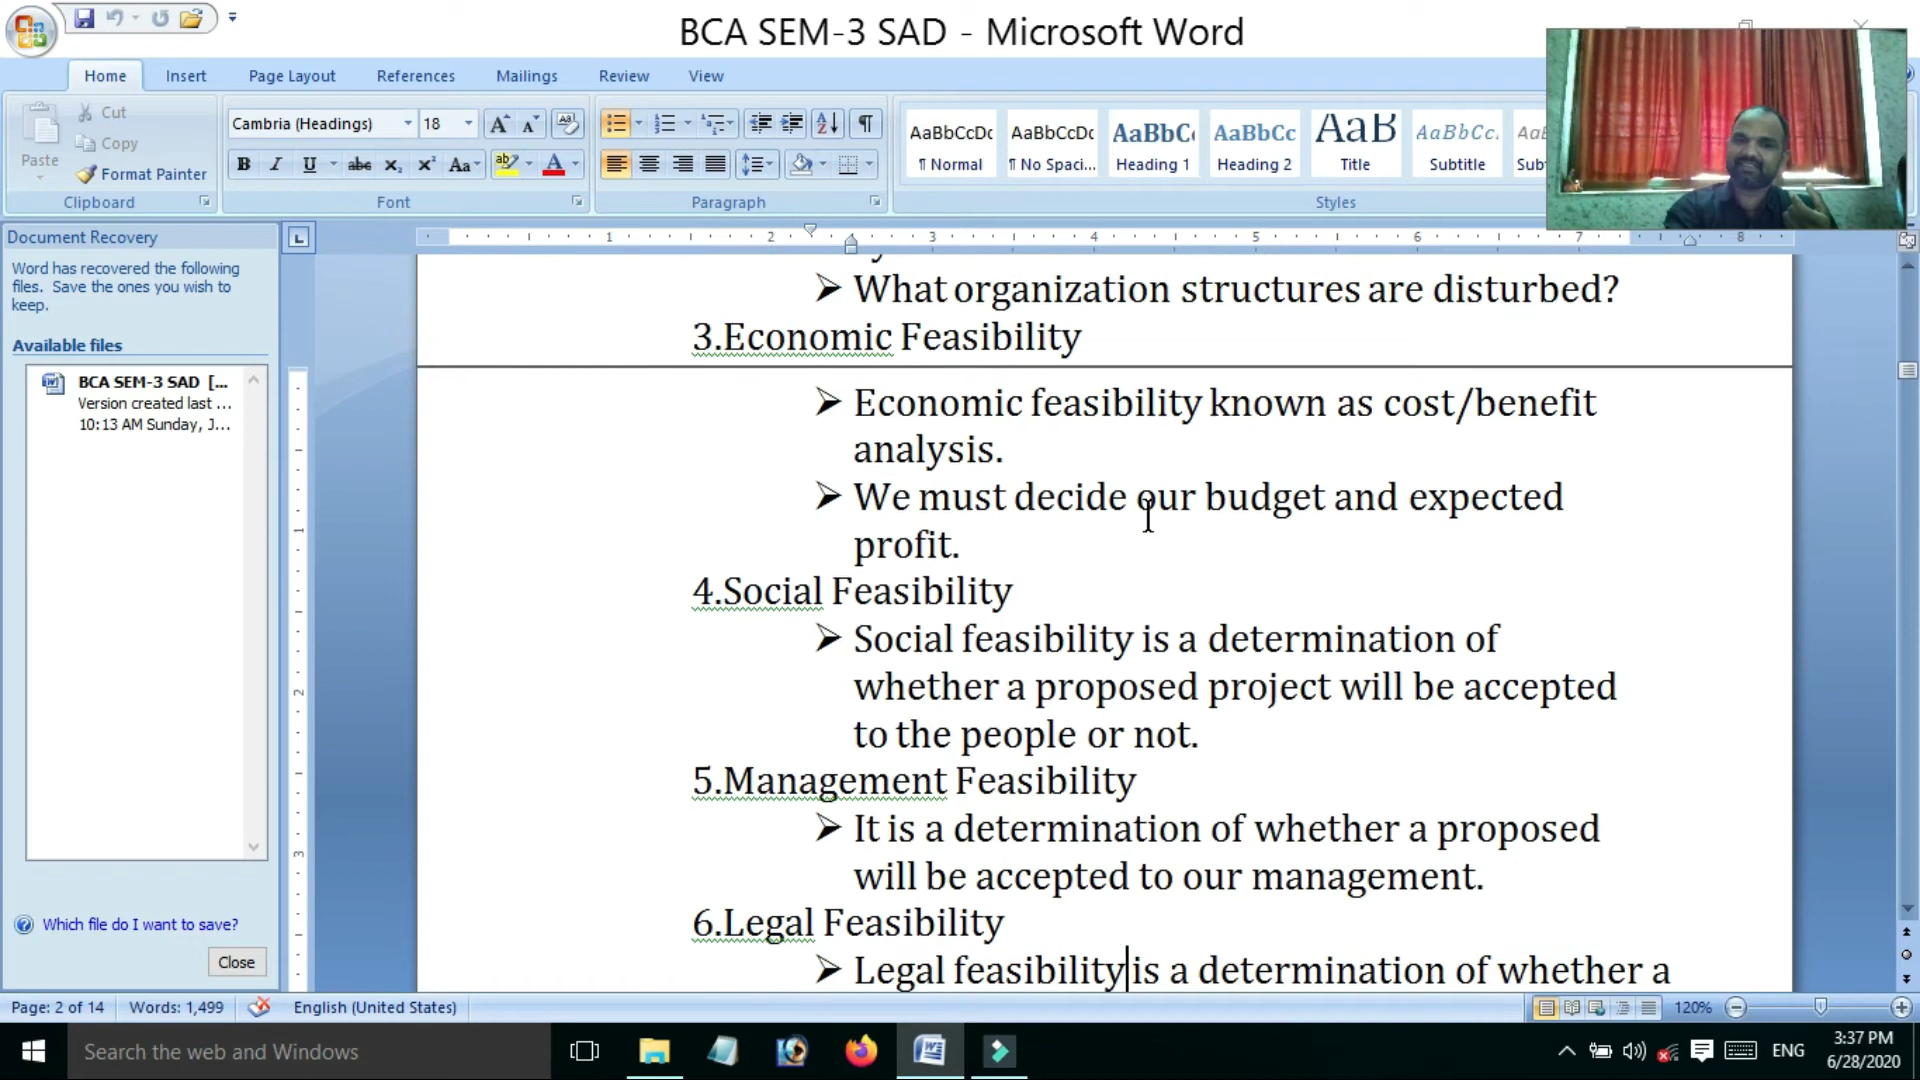 BCA SEM-3 SAD - Microsoft Word
Home Insert Page Layout References Mailings Review View
Paste
Cut
Copy
Format Painter
Clipboard
Cambria (Headings) 18
Font
Paragraph
AaBbCcDc AaBbCcDc AaBbC AaBbCc AaB AaBbCc.
¶ Normal ¶ No Spaci... Heading 1 Heading 2 Title Subtitle
Styles
Document Recovery
Word has recovered the following
files. Save the ones you wish to
keep.
Available files
BCA SEM-3 SAD [...
Version created last ...
10:13 AM Sunday, J...
Which file do I want to save?
Close
1 2 3 4 5 6 7 8
➢ What organization structures are disturbed?
3.Economic Feasibility
➢ Economic feasibility known as cost/benefit
analysis.
➢ We must decide our budget and expected
profit.
4.Social Feasibility
➢ Social feasibility is a determination of
whether a proposed project will be accepted
to the people or not.
5.Management Feasibility
➢ It is a determination of whether a proposed
will be accepted to our management.
6.Legal Feasibility
➢ Legal feasibility is a determination of whether a
Page: 2 of 14 Words: 1,499 English (United States) 120%
Search the web and Windows
ENG
3:37 PM
6/28/2020